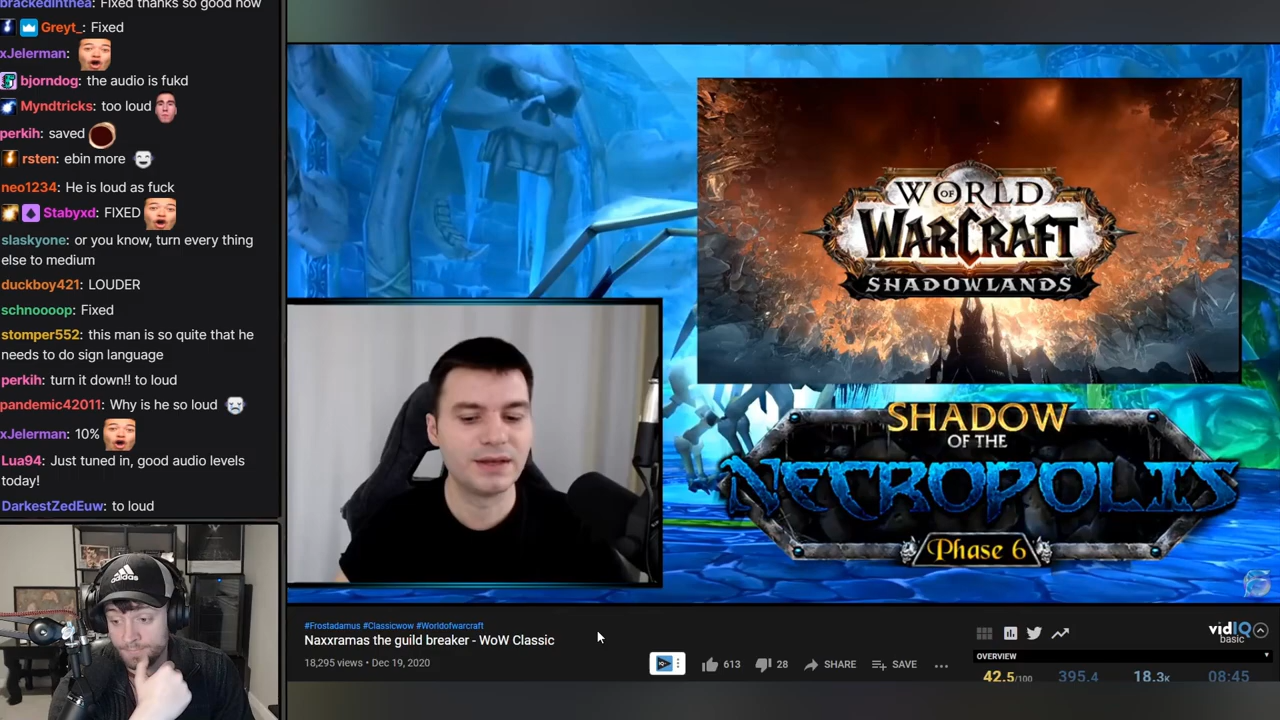 brackedinthea: Fixed thanks so good now
Greyt_: Fixed
xJelerman:
bjorndog: the audio is fukd
Myndtricks: too loud
perkih: saved
rsten: ebin more
neo1234: He is loud as fuck
Stabyxd: FIXED
slaskyone: or you know, turn every thing
else to medium
duckboy421: LOUDER
schnoooop: Fixed
stomper552: this man is so quite that he
needs to do sign language
perkih: turn it down!! to loud
pandemic42011: Why is he so loud
xJelerman: 10%
Lua94: Just tuned in, good audio levels
today!
DarkestZedEuw: to loud
adidas
WORLD
OF
WARCRAFT
SHADOWLANDS
SHADOW
OF THE
NECROPOLIS
Phase 6
#Frostadamus #Classicwow #Worldofwarcraft
Naxxramas the guild breaker - WoW Classic
18,295 views • Dec 19, 2020
613
28
SHARE
SAVE
vidIQ
basic
OVERVIEW
42.5/100
395.4
18.3K
08:45